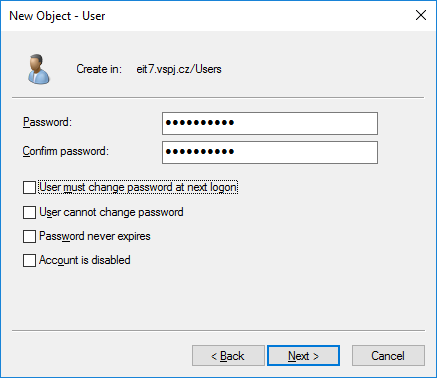 New Object - User
Create in: eit7.vspj.cz/Users
Password: ●●●●●●●●●●
Confirm password: ●●●●●●●●●●
User must change password at next logon
User cannot change password
Password never expires
Account is disabled
< Back Next > Cancel